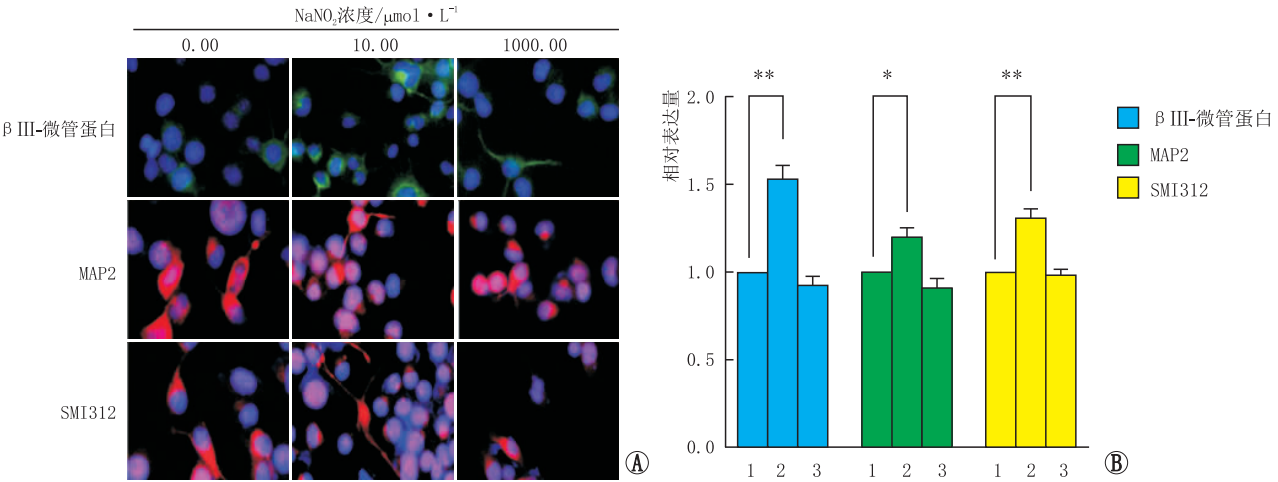 NaNO₂浓度/μmol·L⁻¹
0.00 10.00 1000.00
βIII-微管蛋白
MAP2
SMI312
Ⓐ
相对表达量
2.0
1.5
1.0
0.5
0.0
** * **
1 2 3 1 2 3 1 2 3
βIII-微管蛋白
MAP2
SMI312
Ⓑ